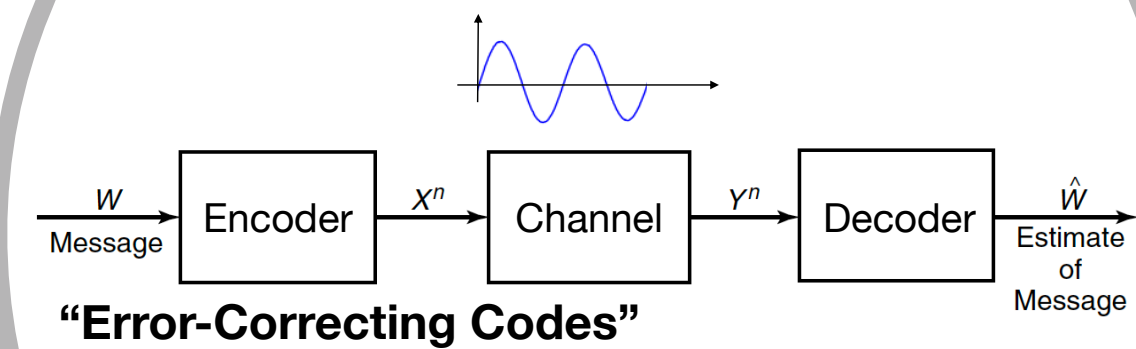 W
Message
Encoder
Xⁿ
Channel
Yⁿ
Decoder
Ŵ
Estimate
of
Message
“Error-Correcting Codes”